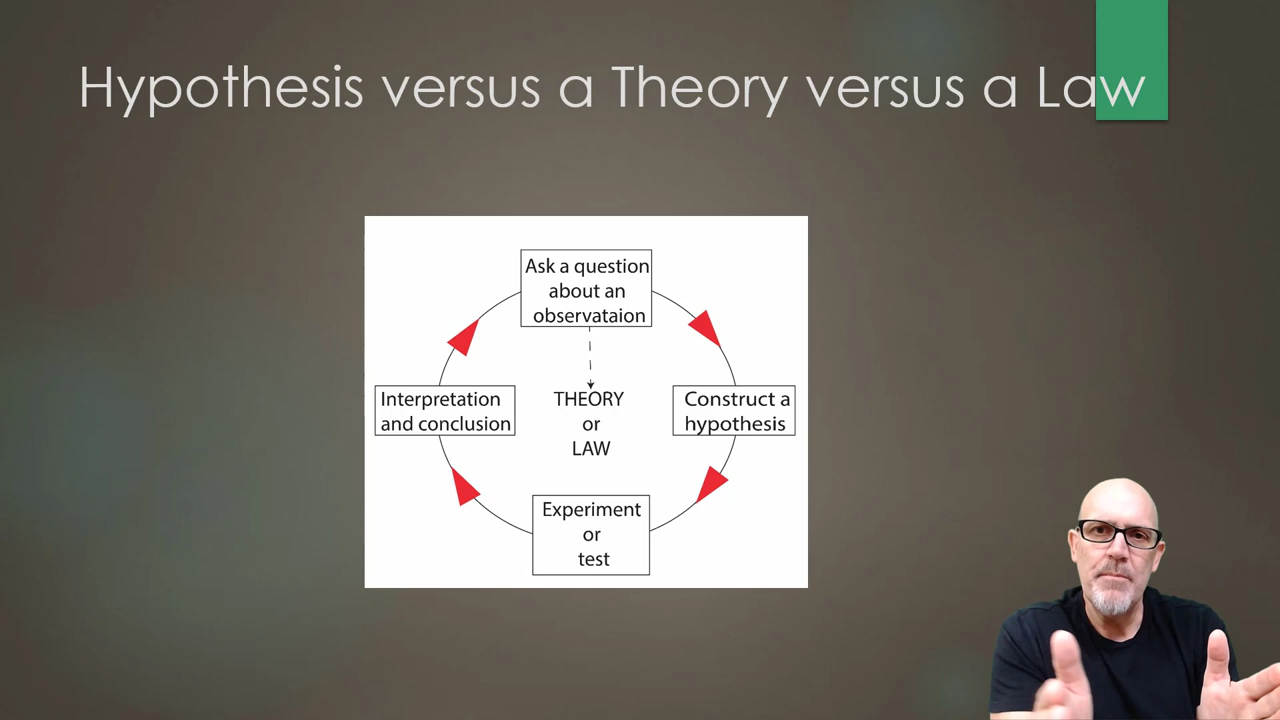 Hypothesis versus a Theory versus a Law
Ask a question
about an
observataion
Interpretation
and conclusion
THEORY
or
LAW
Construct a
hypothesis
Experiment
or
test